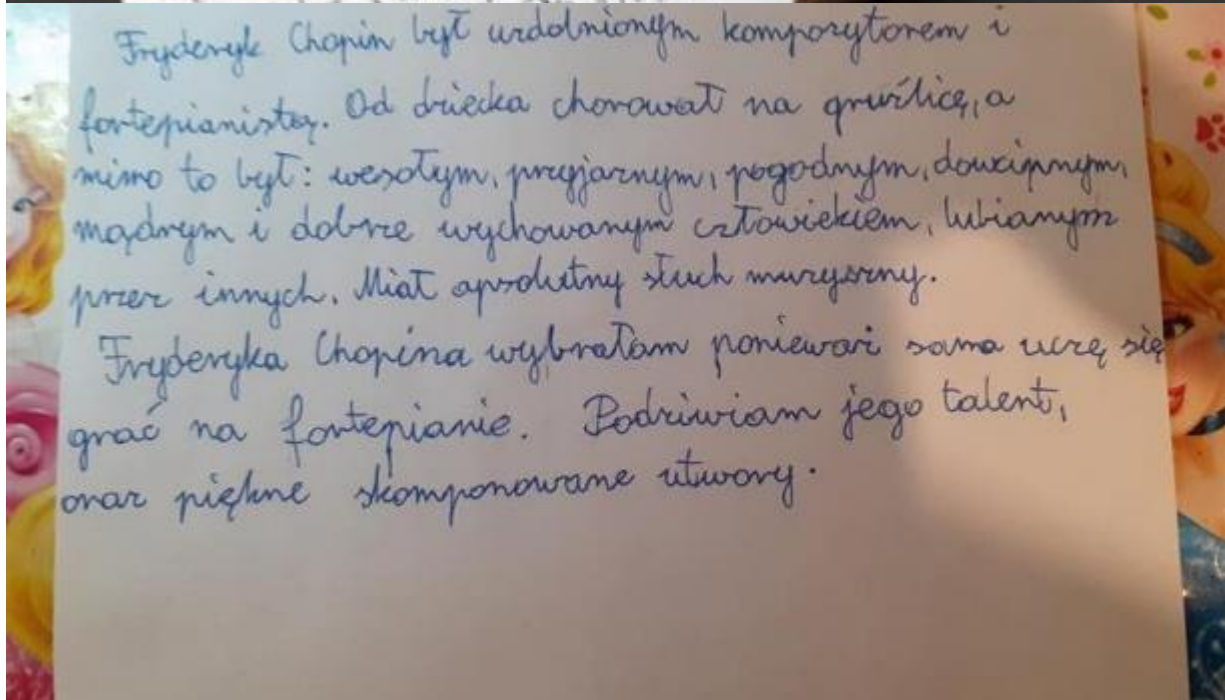 Fryderyk Chopin był uzdolnionym kompozytorem i
fortepianistą. Od dziecka chorował na gruźlicę, a
mimo to był: wesołym, przyjaznym, pogodnym, dowcipnym,
mądrym i dobrze wychowanym człowiekiem, lubianym
przez innych. Miał apsolutny słuch muzyczny.
Fryderyka Chopina wybrałam ponieważ sama uczę się
grać na fortepianie. Podziwiam jego talent,
oraz piękne skomponowane utwory.